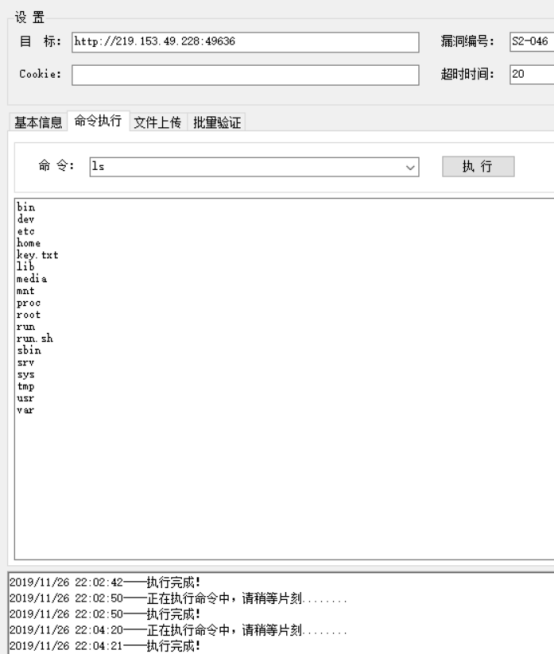 设置
目 标: http://219.153.49.228:49636 漏洞编号: S2-046
Cookie: 超时时间: 20
基本信息 命令执行 文件上传 批量验证
命令: ls 执行
bin
dev
etc
home
key.txt
lib
media
mnt
proc
root
run
run.sh
sbin
srv
sys
tmp
usr
var
2019/11/26 22:02:42——执行完成!
2019/11/26 22:02:50——正在执行命令中，请稍等片刻........
2019/11/26 22:02:50——执行完成!
2019/11/26 22:04:20——正在执行命令中，请稍等片刻........
2019/11/26 22:04:21——执行完成!